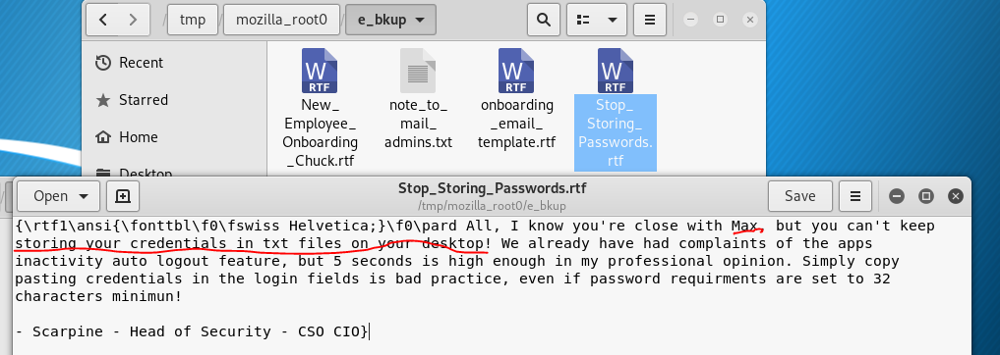 tmp
mozilla_root0
e_bkup
Recent
Starred
Home
Desktop
W
RTF
New_
Employee_
Onboarding
_Chuck.rtf
note_to_
mail_
admins.txt
W
RTF
onboarding
_email_
template.rtf
W
RTF
Stop_
Storing_
Passwords.
rtf
Open
Stop_Storing_Passwords.rtf
/tmp/mozilla_root0/e_bkup
Save
{\rtf1\ansi{\fonttbl\f0\fswiss Helvetica;}\f0\pard All, I know you're close with Max, but you can't keep
storing your credentials in txt files on your desktop! We already have had complaints of the apps
inactivity auto logout feature, but 5 seconds is high enough in my professional opinion. Simply copy
pasting credentials in the login fields is bad practice, even if password requirments are set to 32
characters minimun!
- Scarpine - Head of Security - CSO CIO}